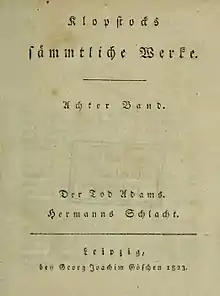 Klopstocks
sämmtliche Werke.
Achter Band.
Der Tod Adams.
Hermanns Schlacht.
Leipzig,
bey Georg Joachim Göschen 1823.